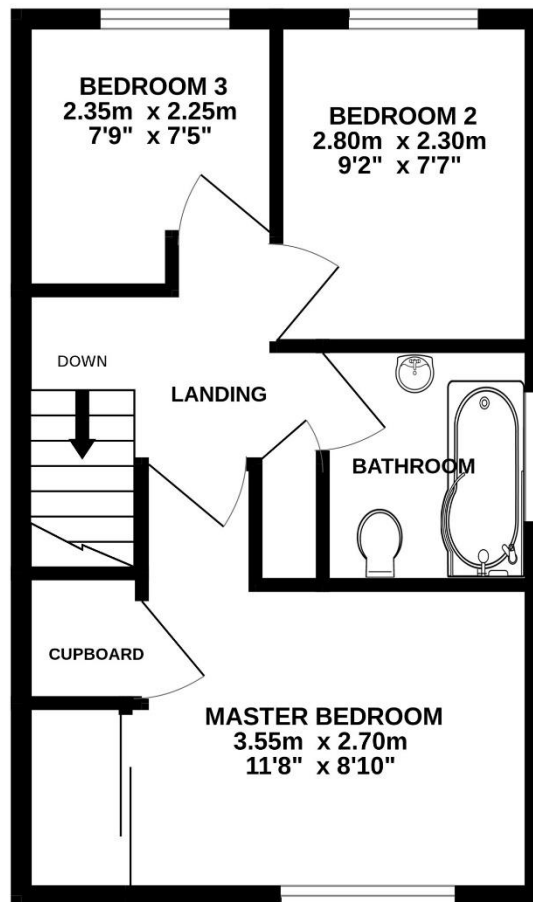 BEDROOM 3
2.35m x 2.25m
7'9" x 7'5"
BEDROOM 2
2.80m x 2.30m
9'2" x 7'7"
DOWN
LANDING
BATHROOM
CUPBOARD
MASTER BEDROOM
3.55m x 2.70m
11'8" x 8'10"